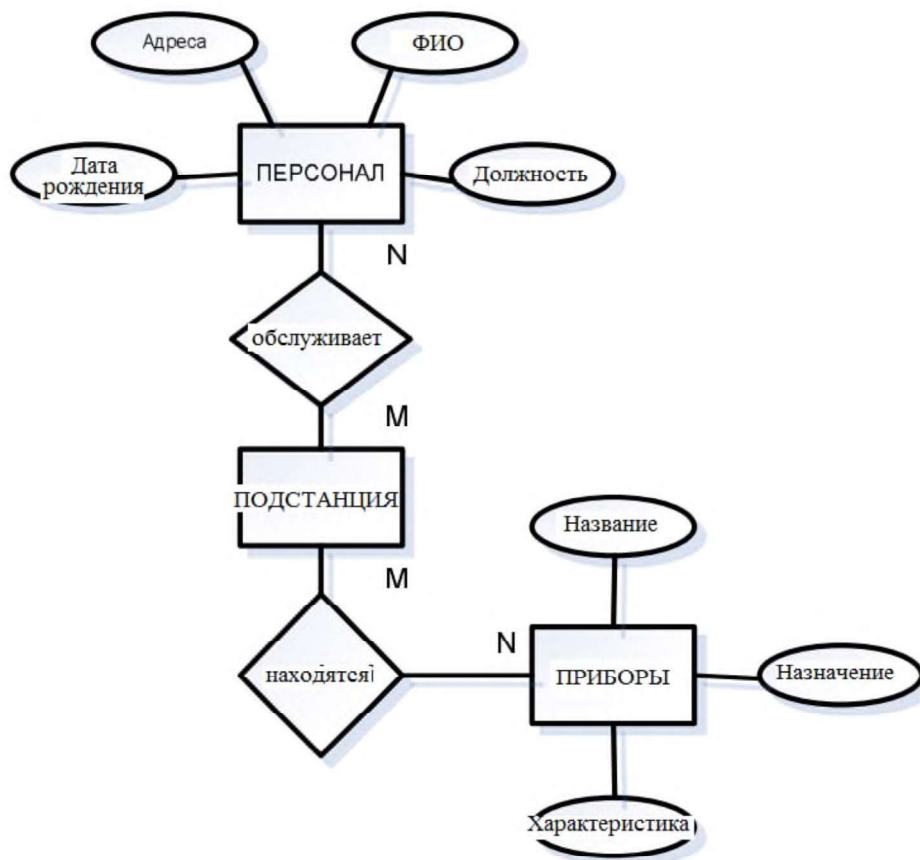 Адреса
ФИО
Дата
рождения
ПЕРСОНАЛ
Должность
N
обслуживает
M
ПОДСТАНЦИЯ
Название
M
N
находятся
ПРИБОРЫ
Назначение
Характеристика